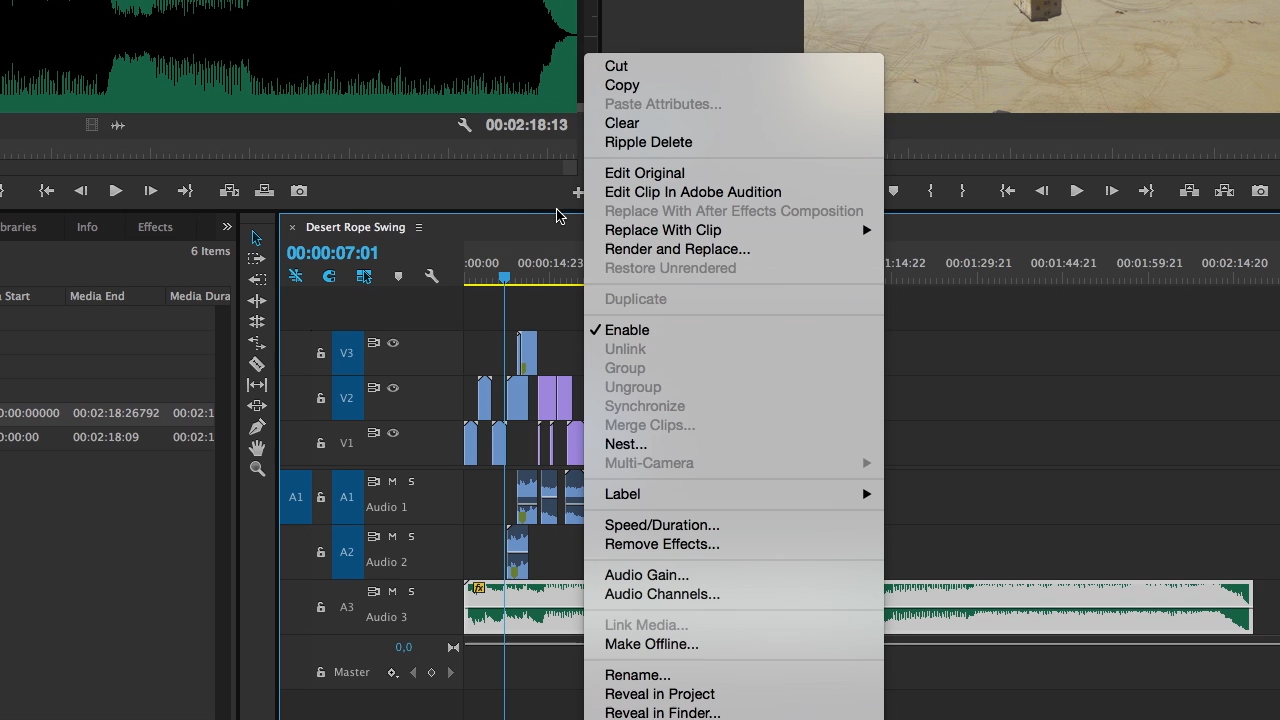 00:02:18:13
braries Info Effects »
6 Items
Start Media End Media Dura
0:00:00000 00:02:18:26792 00:02:1
0:00:00 00:02:18:09 00:02:1
× Desert Rope Swing
00:00:07:01
:00:00 00:00:14:23 1:14:22 00:01:29:21 00:01:44:21 00:01:59:21 00:02:14:20
V3
V2
V1
A1 A1 M S
Audio 1
A2 M S
Audio 2
A3 M S
Audio 3
fx
0,0
Master
Cut
Copy
Paste Attributes...
Clear
Ripple Delete
Edit Original
Edit Clip In Adobe Audition
Replace With After Effects Composition
Replace With Clip
Render and Replace...
Restore Unrendered
Duplicate
Enable
Unlink
Group
Ungroup
Synchronize
Merge Clips...
Nest...
Multi-Camera
Label
Speed/Duration...
Remove Effects...
Audio Gain...
Audio Channels...
Link Media...
Make Offline...
Rename...
Reveal in Project
Reveal in Finder...